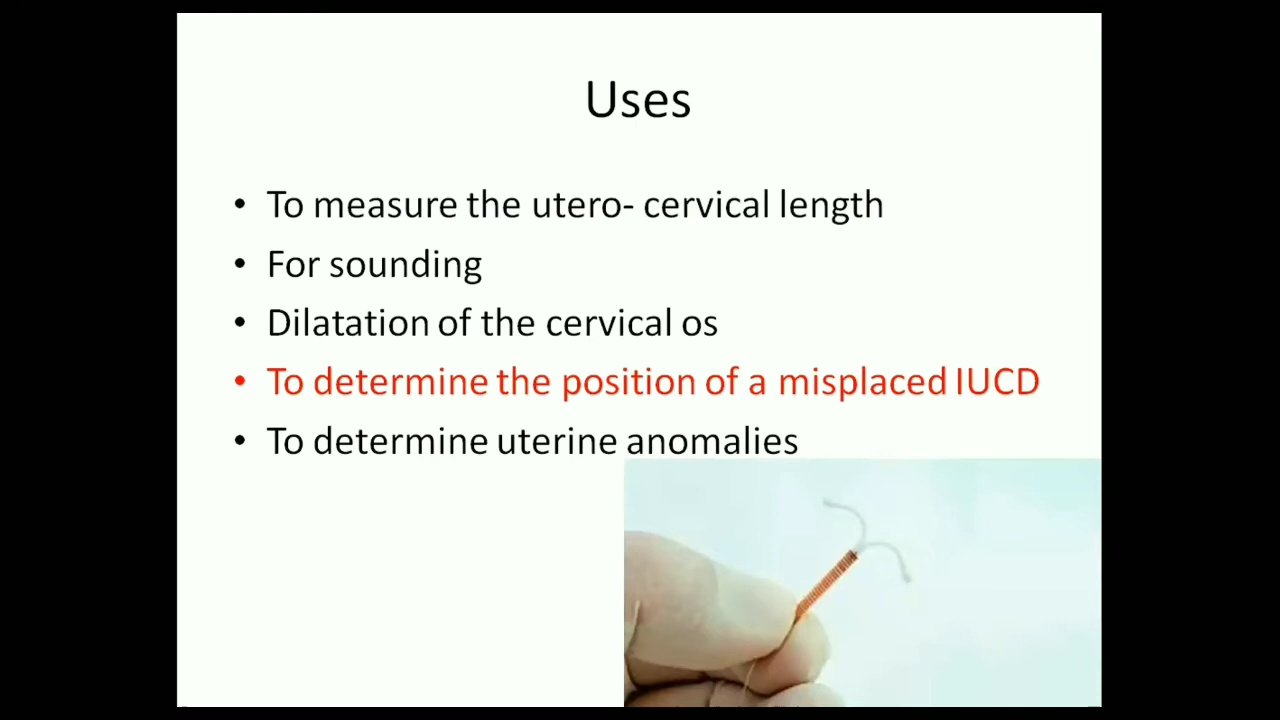 Uses
• To measure the utero- cervical length
• For sounding
• Dilatation of the cervical os
• To determine the position of a misplaced IUCD
• To determine uterine anomalies